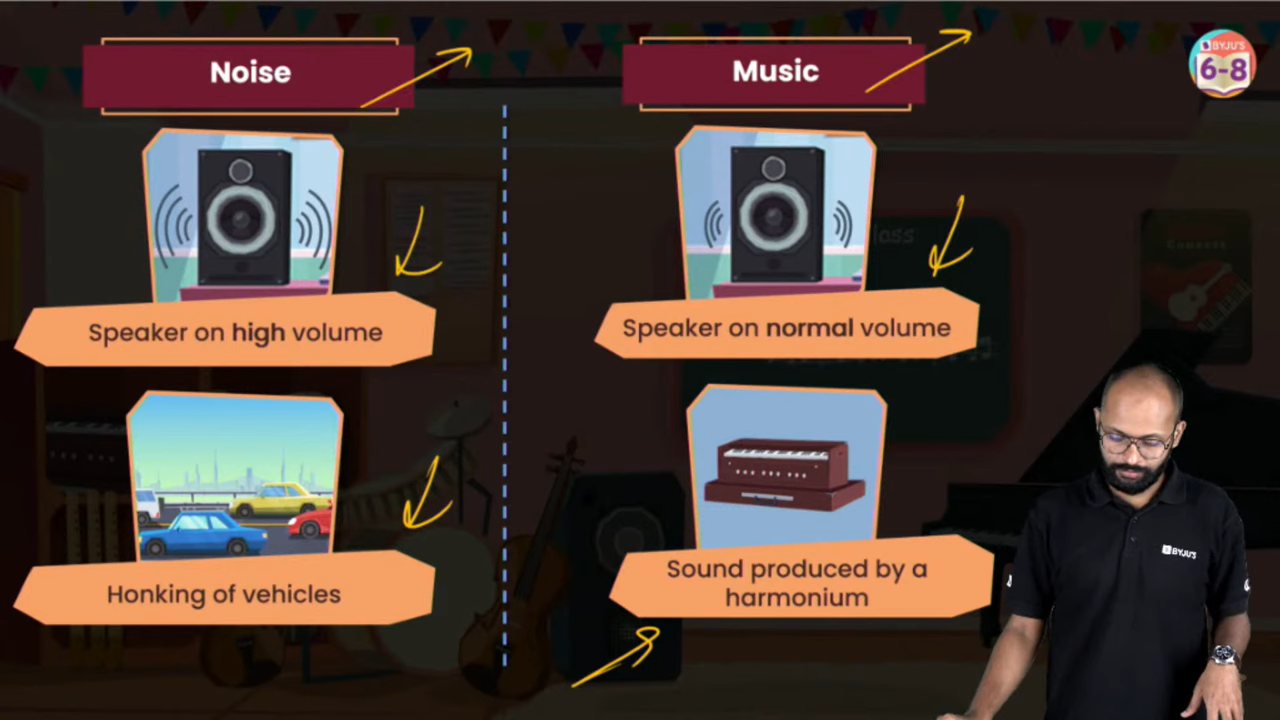 Noise
Music
BYJU'S
6-8
Speaker on high volume
Speaker on normal volume
Honking of vehicles
Sound produced by a
harmonium
BYJU'S